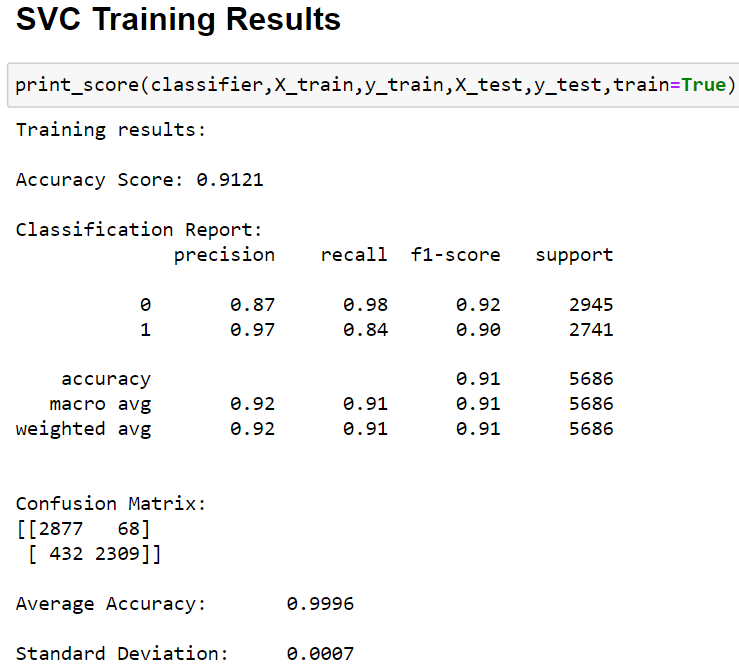 SVC Training Results
print_score(classifier,X_train,y_train,X_test,y_test,train=True)
Training results:
Accuracy Score: 0.9121
Classification Report:
precision recall f1-score support
0 0.87 0.98 0.92 2945
1 0.97 0.84 0.90 2741
accuracy 0.91 5686
macro avg 0.92 0.91 0.91 5686
weighted avg 0.92 0.91 0.91 5686
Confusion Matrix:
[[2877 68]
[ 432 2309]]
Average Accuracy: 0.9996
Standard Deviation: 0.0007